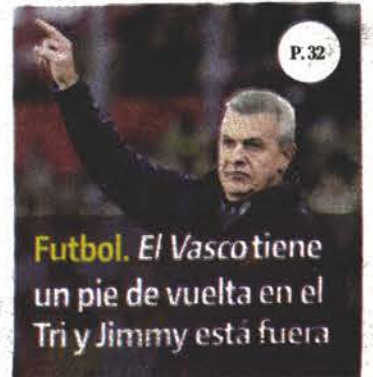 P. 32
Futbol. El Vasco tiene
un pie de vuelta en el
Tri y Jimmy está fuera